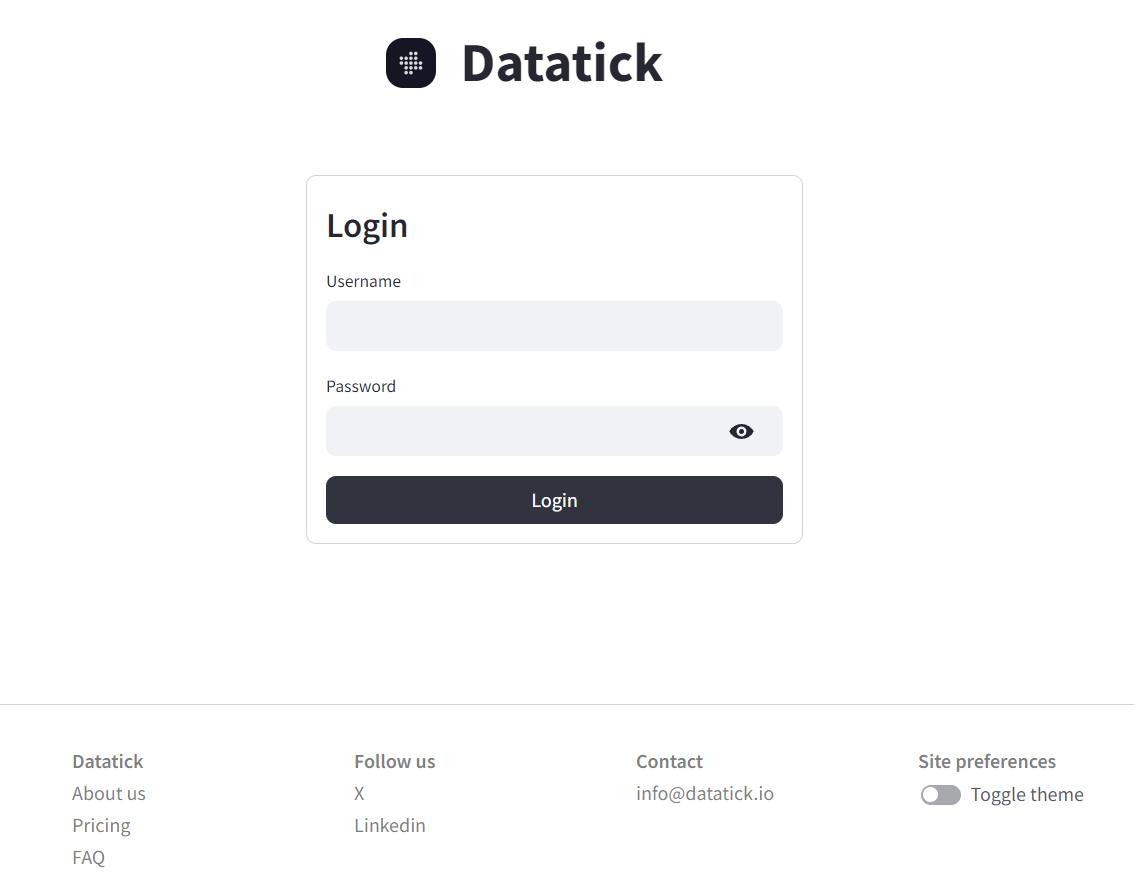 Datatick
Login
Username
Password
Login
Datatick
About us
Pricing
FAQ
Follow us
X
Linkedin
Contact
info@datatick.io
Site preferences
Toggle theme